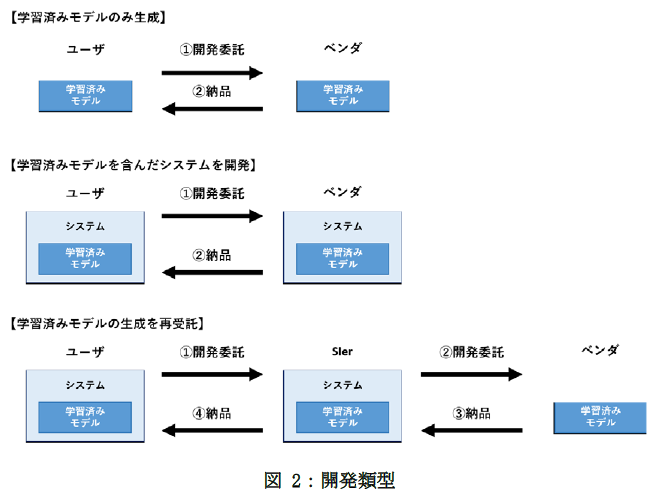 【学習済みモデルのみ生成】
ユーザ ①開発委託 ベンダ
学習済み
モデル
②納品
学習済み
モデル
【学習済みモデルを含んだシステムを開発】
ユーザ ①開発委託 ベンダ
システム
学習済み
モデル
②納品
システム
学習済み
モデル
【学習済みモデルの生成を再受託】
ユーザ ①開発委託 SIer ②開発委託 ベンダ
システム
学習済み
モデル
④納品
システム
学習済み
モデル
③納品
学習済み
モデル
図 2：開発類型